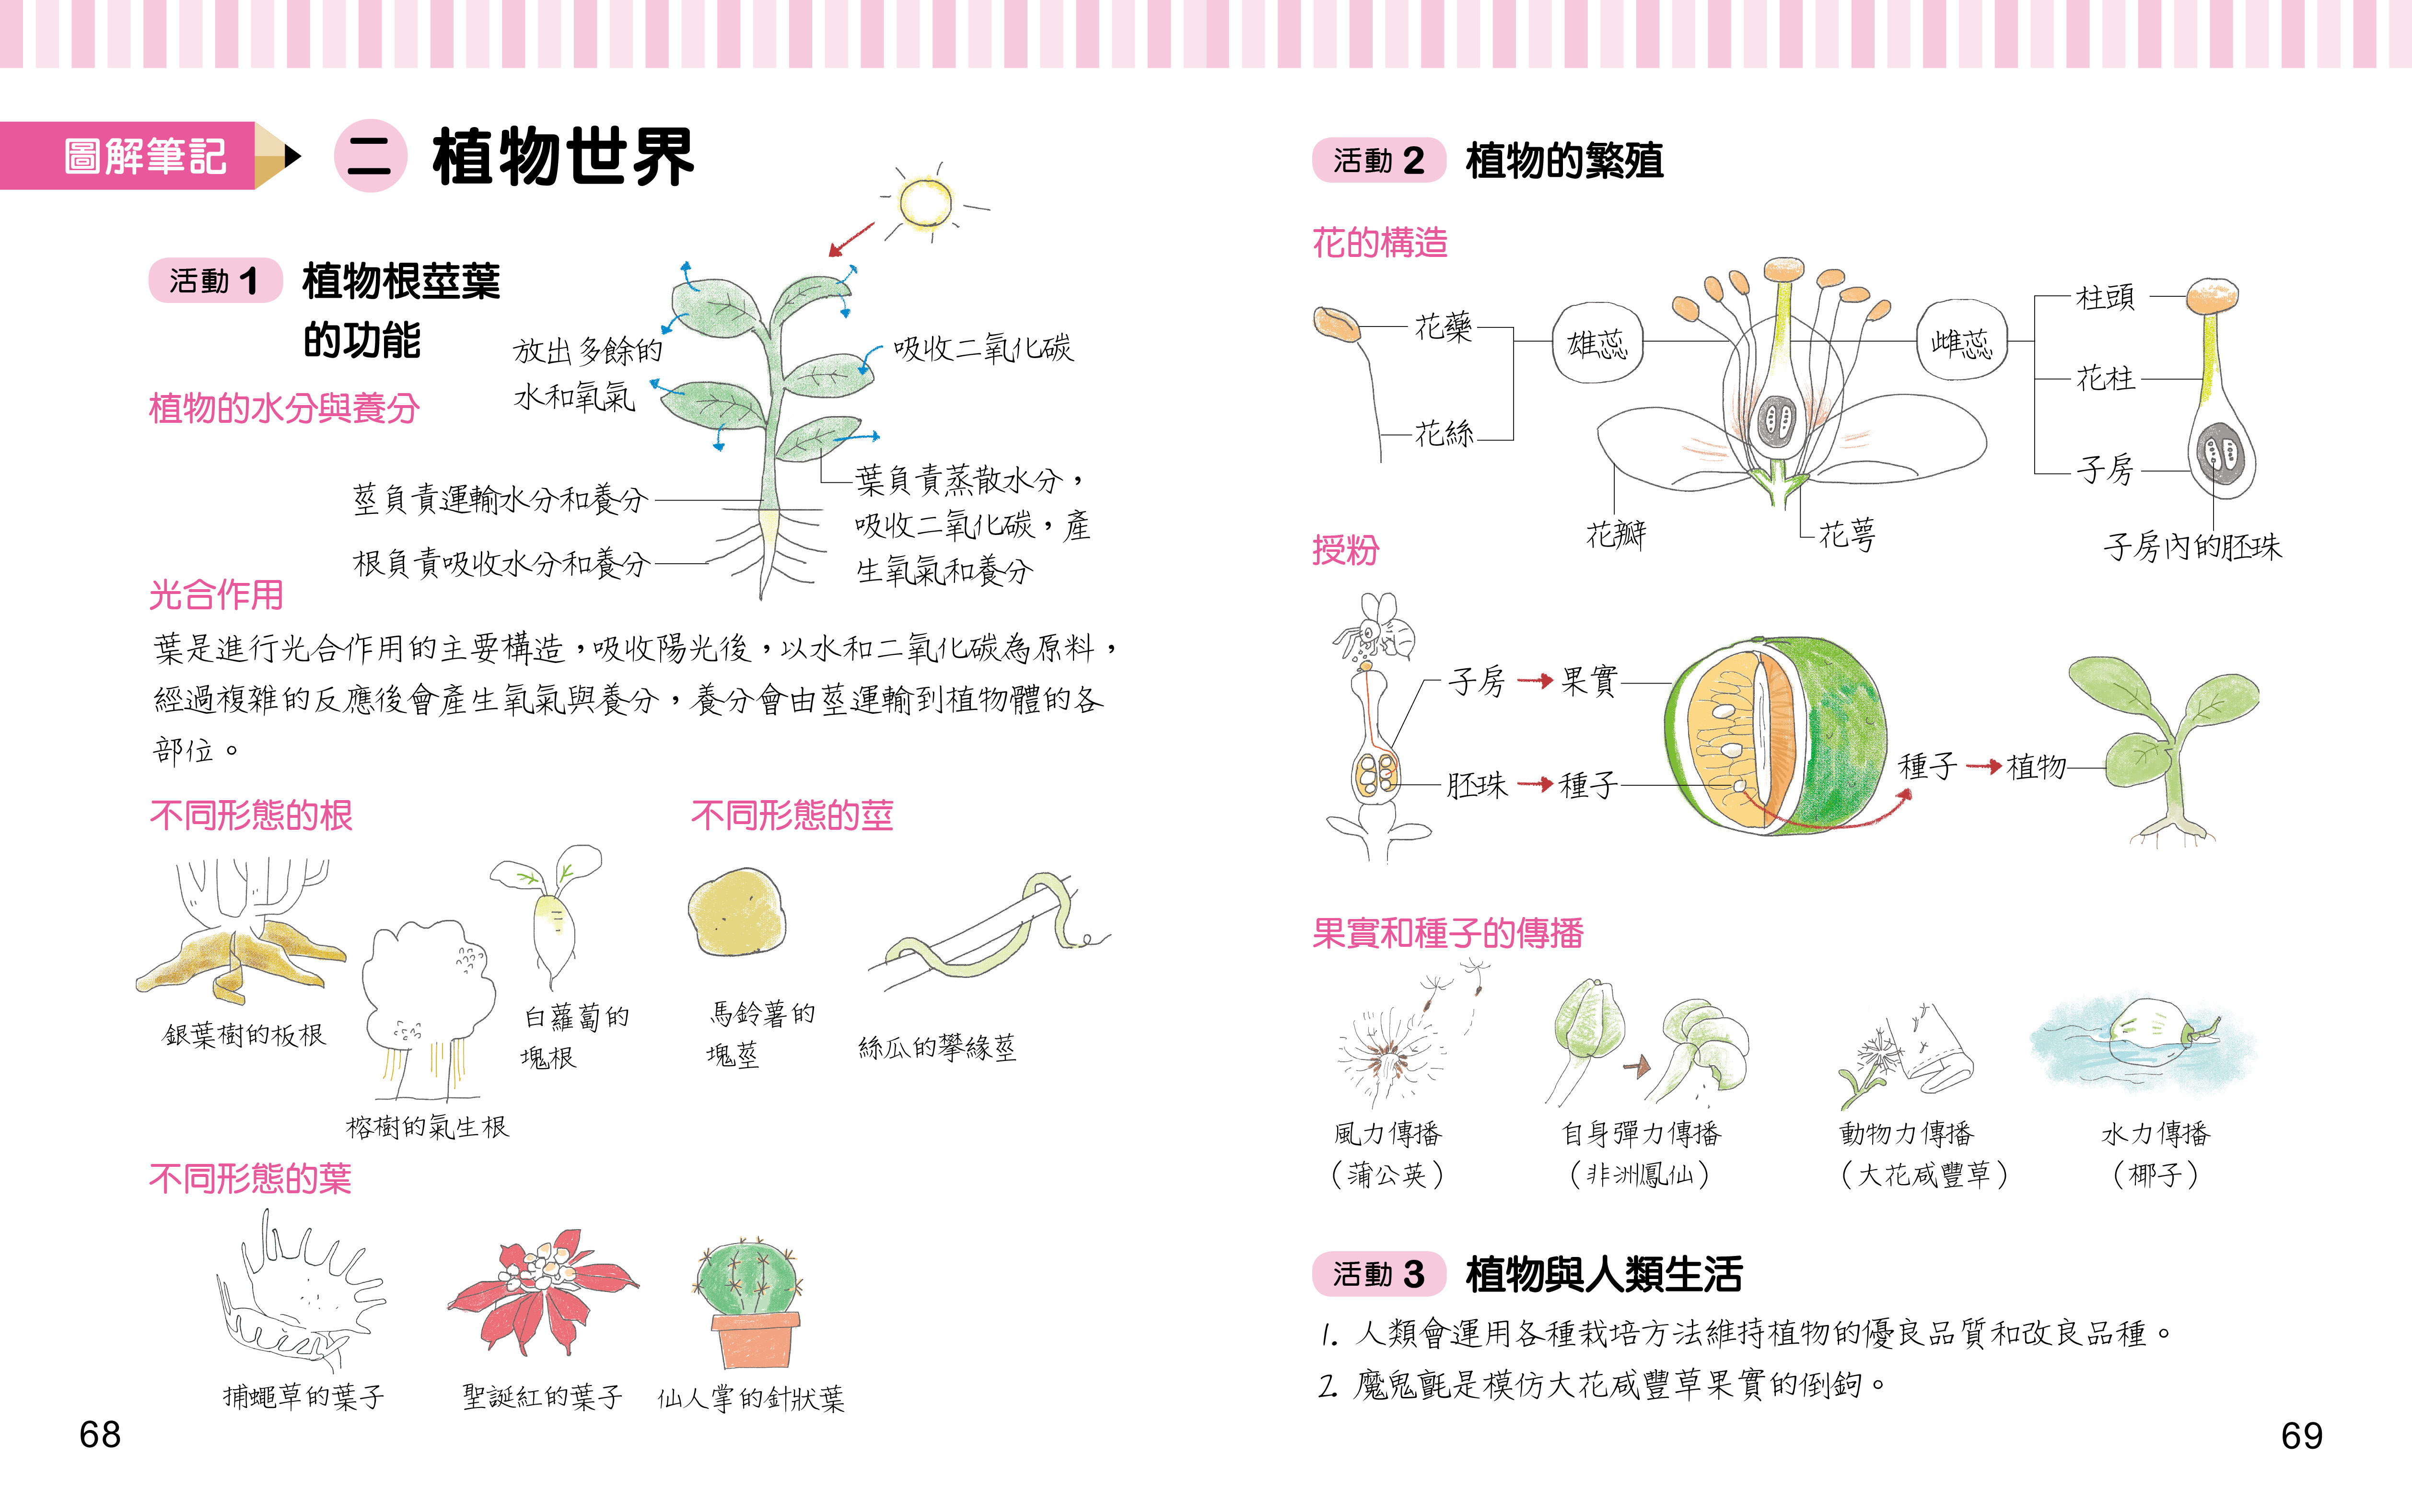 圖解筆記
二 植物世界
活動1 植物根莖葉
的功能
植物的水分與養分
放出多餘的
水和氧氣
吸收二氧化碳
莖負責運輸水分和養分
根負責吸收水分和養分
葉負責蒸散水分，
吸收二氧化碳，產
生氧氣和養分
光合作用
葉是進行光合作用的主要構造，吸收陽光後，以水和二氧化碳為原料，
經過複雜的反應後會產生氧氣與養分，養分會由莖運輸到植物體的各
部位。
不同形態的根
銀葉樹的板根
榕樹的氣生根
白蘿蔔的
塊根
不同形態的莖
馬鈴薯的
塊莖
絲瓜的攀緣莖
不同形態的葉
捕蠅草的葉子
聖誕紅的葉子
仙人掌的針狀葉
68
活動2 植物的繁殖
花的構造
花藥
花絲
雄蕊
雌蕊
柱頭
花柱
子房
子房內的胚珠
花瓣
花萼
授粉
子房→果實
胚珠→種子
種子→植物
果實和種子的傳播
風力傳播
（蒲公英）
自身彈力傳播
（非洲鳳仙）
動物力傳播
（大花咸豐草）
水力傳播
（椰子）
活動3 植物與人類生活
1. 人類會運用各種栽培方法維持植物的優良品質和改良品種。
2. 魔鬼氈是模仿大花咸豐草果實的倒鉤。
69